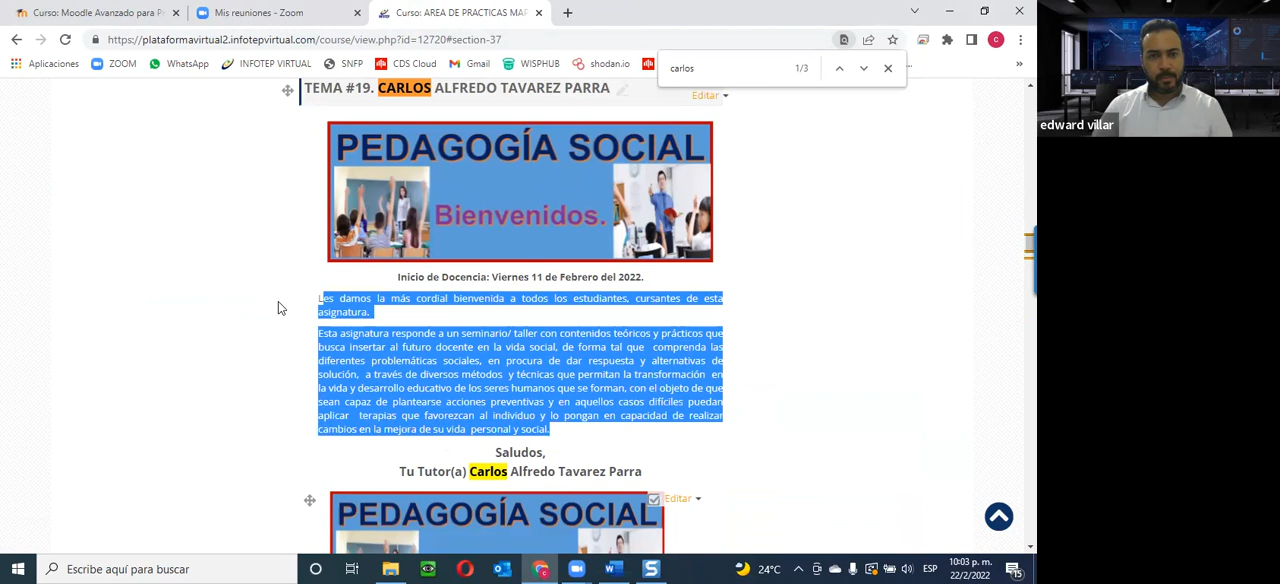 Curso: Moodle Avanzado para Pr
Mis reuniones - Zoom
Curso: AREA DE PRACTICAS MAR
https://plataformavirtual2.infotepvirtual.com/course/view.php?id=12720#section-37
C
Aplicaciones
ZOOM
WhatsApp
INFOTEP VIRTUAL
SNFP
CDS Cloud
Gmail
WISPHUB
shodan.io
carlos
1/3
edward villar
TEMA #19. CARLOS ALFREDO TAVAREZ PARRA
Editar
PEDAGOGÍA SOCIAL
Bienvenidos.
Inicio de Docencia: Viernes 11 de Febrero del 2022.
Les damos la más cordial bienvenida a todos los estudiantes, cursantes de esta
asignatura.
Esta asignatura responde a un seminario/ taller con contenidos teóricos y prácticos que
busca insertar al futuro docente en la vida social, de forma tal que comprenda las
diferentes problemáticas sociales, en procura de dar respuesta y alternativas de
solución, a través de diversos métodos y técnicas que permitan la transformación en
la vida y desarrollo educativo de los seres humanos que se forman, con el objeto de que
sean capaz de plantearse acciones preventivas y en aquellos casos difíciles puedan
aplicar terapias que favorezcan al individuo y lo pongan en capacidad de realizar
cambios en la mejora de su vida personal y social.
Saludos,
Tu Tutor(a) Carlos Alfredo Tavarez Parra
Editar
PEDAGOGÍA SOCIAL
Escribe aquí para buscar
24°C
ESP
10:03 p. m.
22/2/2022
15